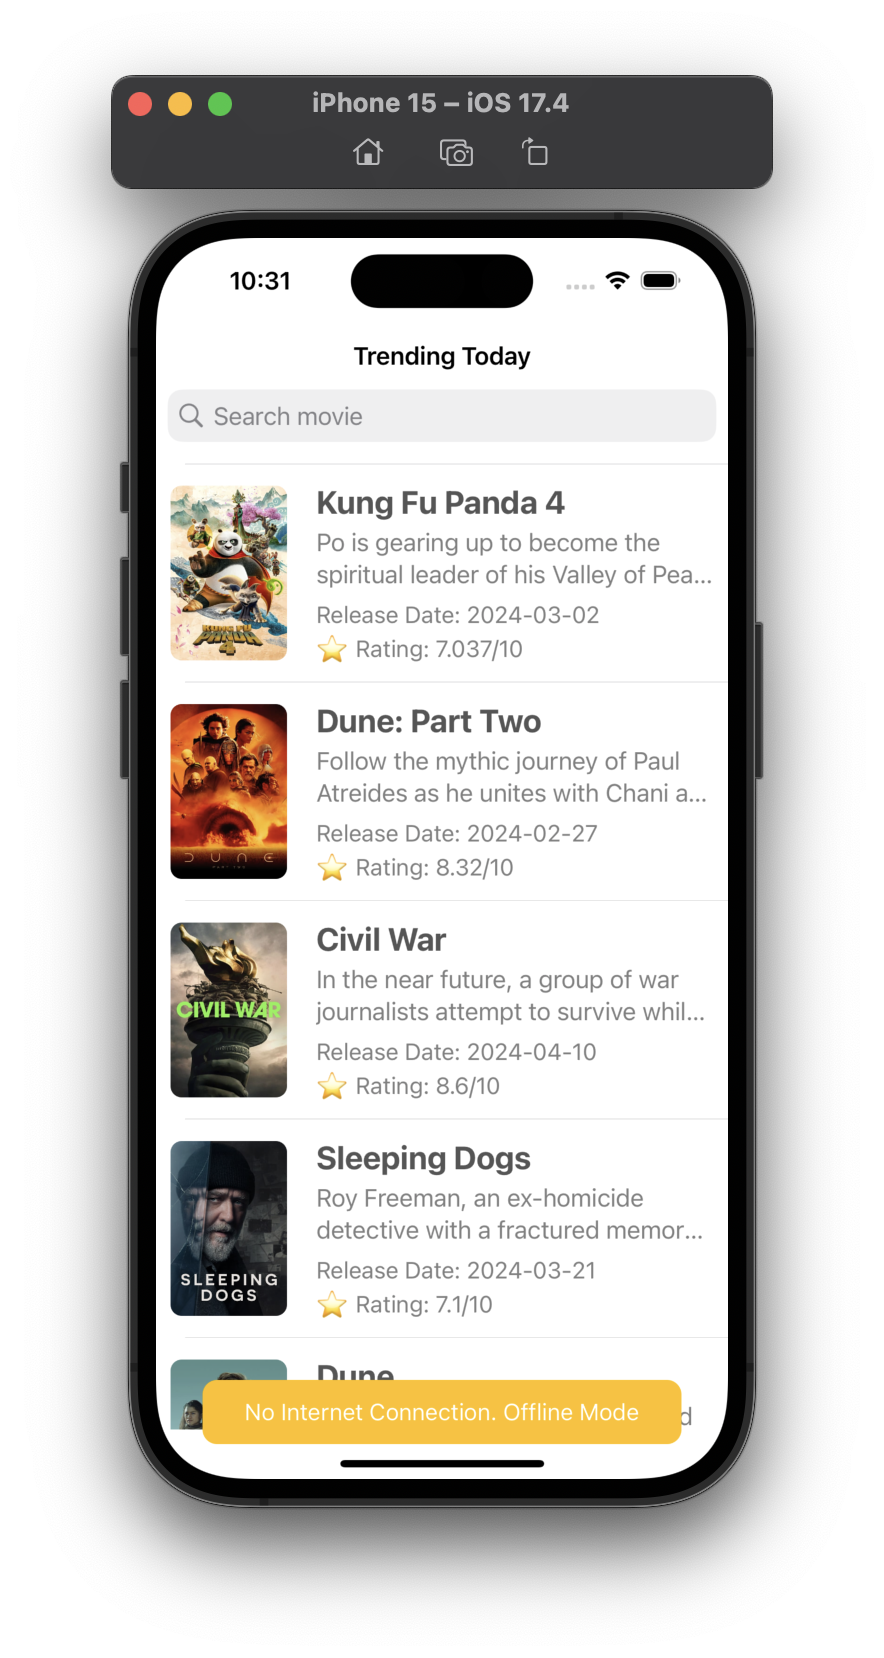 iPhone 15 – iOS 17.4
10:31
Trending Today
Search movie
KUNG FU
PANDA
4
Kung Fu Panda 4
Po is gearing up to become the
spiritual leader of his Valley of Pea...
Release Date: 2024-03-02
⭐ Rating: 7.037/10
DUNE
PART TWO
Dune: Part Two
Follow the mythic journey of Paul
Atreides as he unites with Chani a...
Release Date: 2024-02-27
⭐ Rating: 8.32/10
CIVIL WAR
Civil War
In the near future, a group of war
journalists attempt to survive whil...
Release Date: 2024-04-10
⭐ Rating: 8.6/10
SLEEPING
DOGS
Sleeping Dogs
Roy Freeman, an ex-homicide
detective with a fractured memor...
Release Date: 2024-03-21
⭐ Rating: 7.1/10
Dune
No Internet Connection. Offline Mode